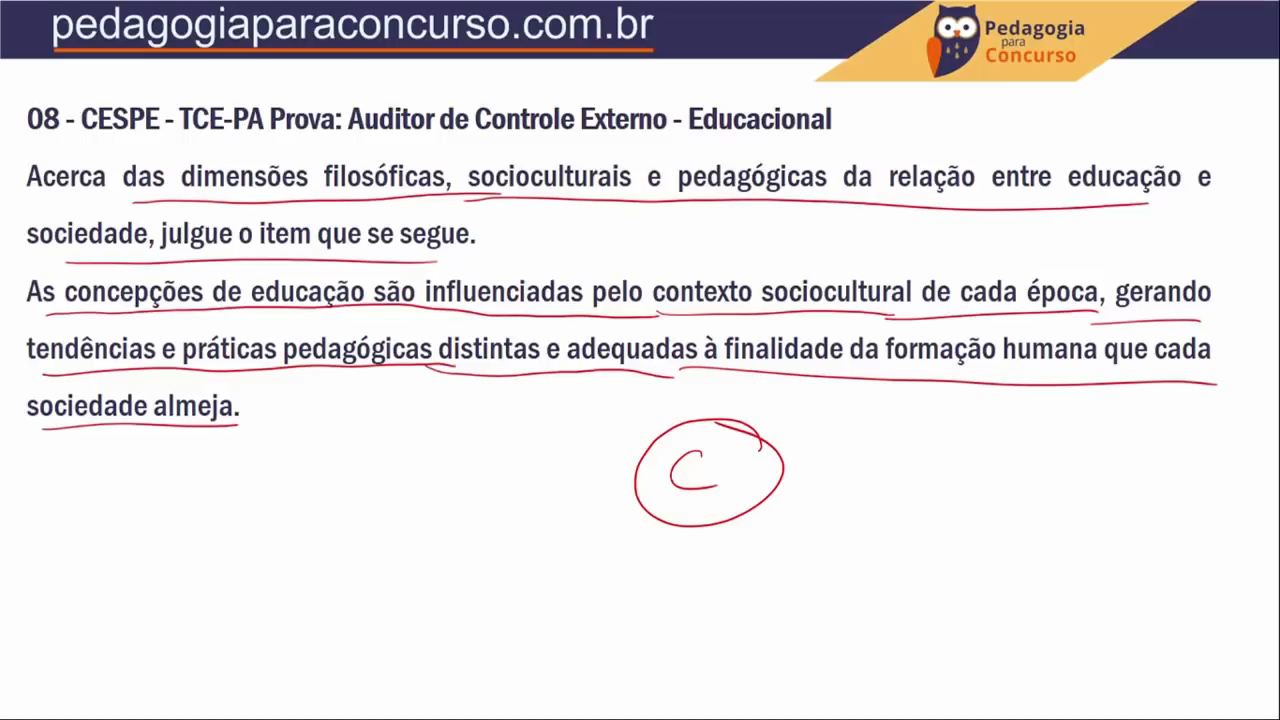 pedagogiaparaconcurso.com.br
Pedagogia
para
Concurso
08 - CESPE - TCE-PA Prova: Auditor de Controle Externo - Educacional
Acerca das dimensões filosóficas, socioculturais e pedagógicas da relação entre educação e
sociedade, julgue o item que se segue.
As concepções de educação são influenciadas pelo contexto sociocultural de cada época, gerando
tendências e práticas pedagógicas distintas e adequadas à finalidade da formação humana que cada
sociedade almeja.
C